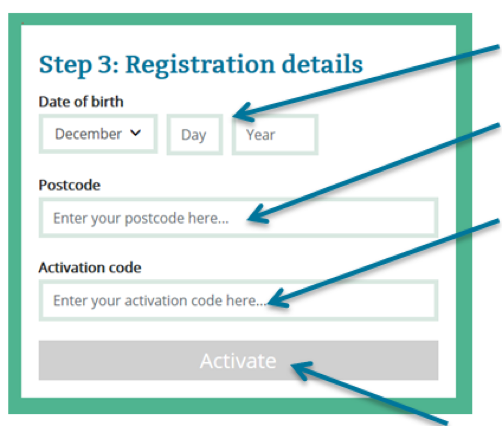 Step 3: Registration details
Date of birth
December Day Year
Postcode
Enter your postcode here...
Activation code
Enter your activation code here...
Activate